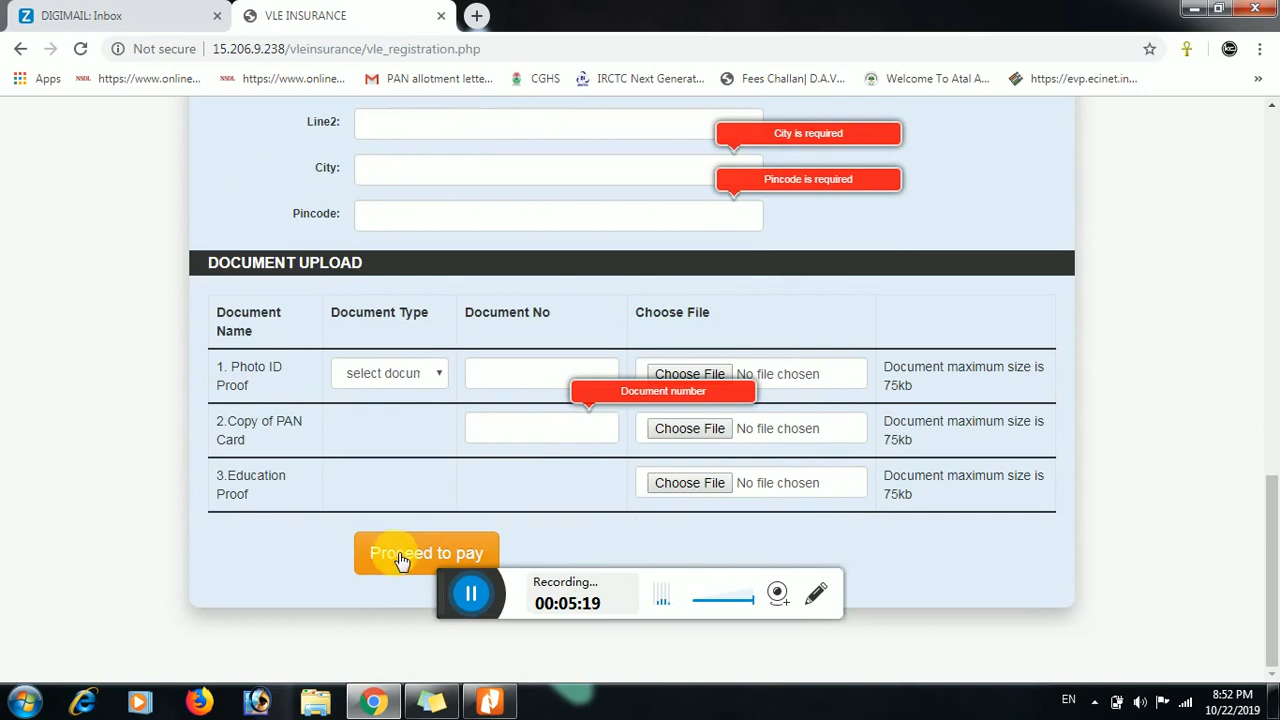 DIGIMAIL: Inbox
VLE INSURANCE
Not secure
15.206.9.238/vleinsurance/vle_registration.php
Apps
NSDL https://www.online...
NSDL https://www.online...
PAN allotment lette...
CGHS
IRCTC Next Generat...
Fees Challan| D.A.V...
Welcome To Atal A...
https://evp.ecinet.in...
»
Line2:
City is required
City:
Pincode is required
Pincode:
DOCUMENT UPLOAD
Document
Name
Document Type
Document No
Choose File
1. Photo ID
Proof
select docun
Choose File No file chosen
Document maximum size is
75kb
Document number
2.Copy of PAN
Card
Choose File No file chosen
Document maximum size is
75kb
3.Education
Proof
Choose File No file chosen
Document maximum size is
75kb
Proceed to pay
Recording...
00:05:19
EN
8:52 PM
10/22/2019